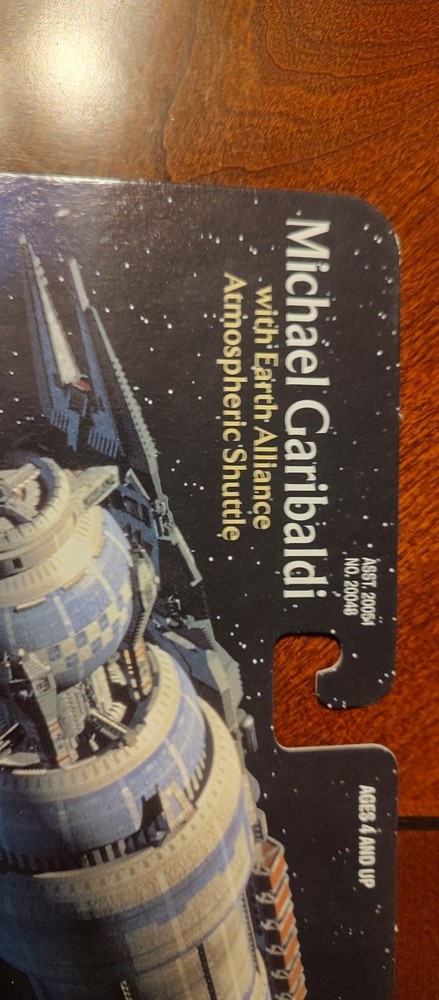 ASST. 20051
NO. 20048
Michael Garibaldi
with Earth Alliance
Atmospheric Shuttle
AGES 4 AND UP